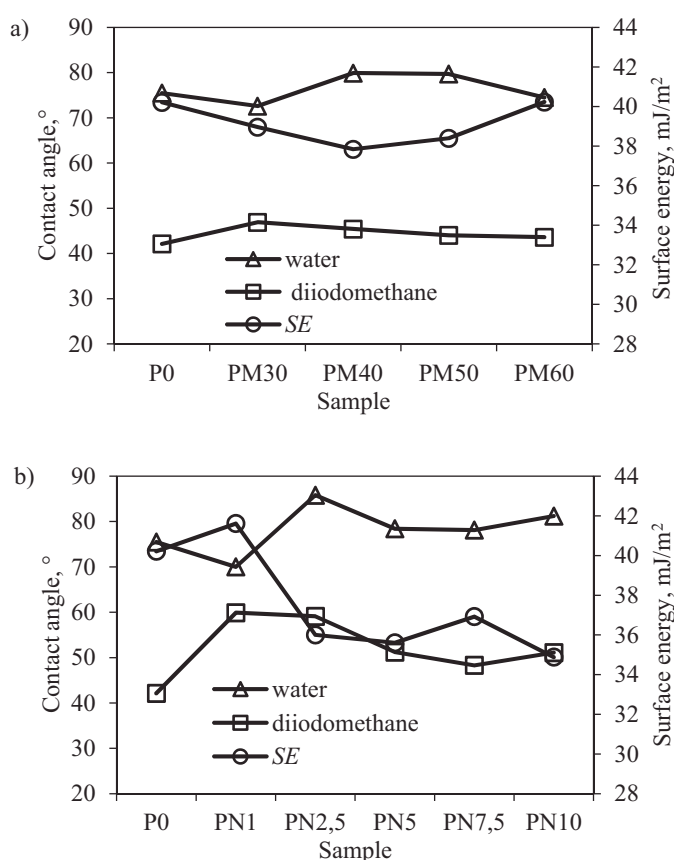 a)
Contact angle,°
90
80
70
60
50
40
30
20
water
diiodomethane
SE
44
42
40
38
36
34
32
30
28
Surface energy, mJ/m²
P0 PM30 PM40 PM50 PM60
Sample
b)
Contact angle, °
90
80
70
60
50
40
30
20
water
diiodomethane
SE
44
42
40
38
36
34
32
30
28
Surface energy, mJ/m²
P0 PN1 PN2,5 PN5 PN7,5 PN10
Sample